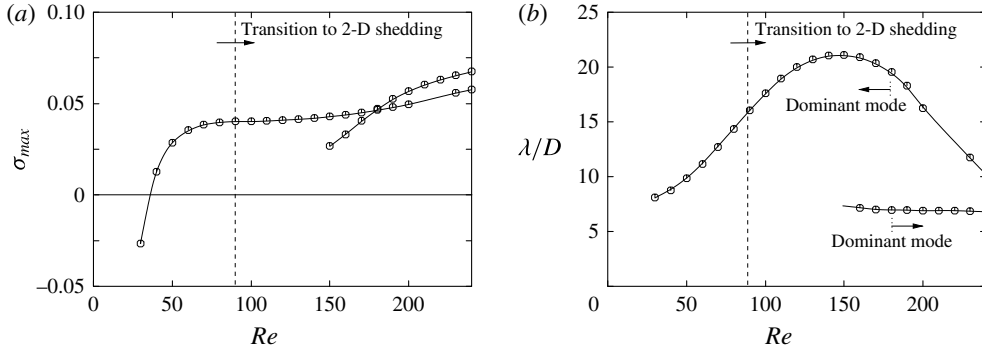 (a)
Transition to 2-D shedding
0.10
0.05
0
–0.05
σmax
0 50 100 150 200
Re
(b)
Transition to 2-D shedding
25
20
15
10
5
0
λ/D
Dominant mode
Dominant mode
50 100 150 200
Re